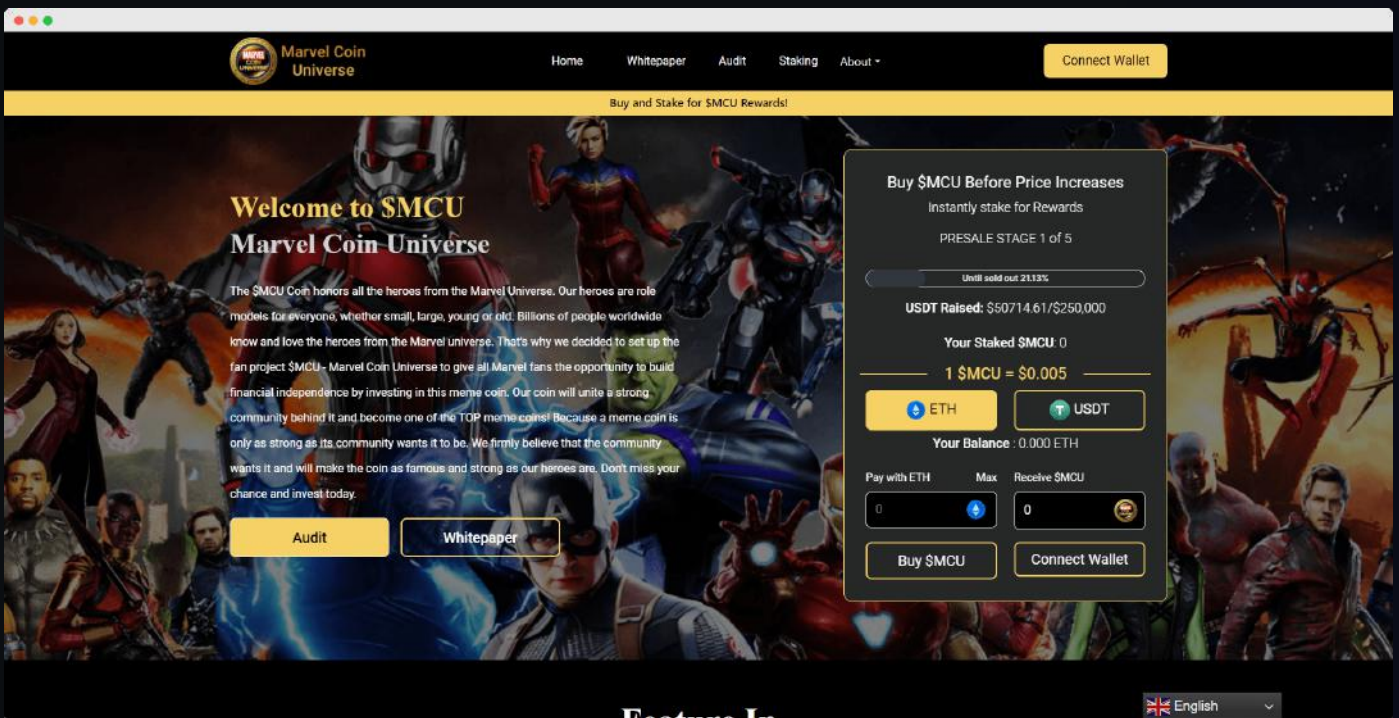 Marvel Coin
Universe
Home Whitepaper Audit Staking About
Connect Wallet
Buy and Stake for $MCU Rewards!
Welcome to $MCU
Marvel Coin Universe
The $MCU Coin honors all the heroes from the Marvel Universe. Our heroes are role
models for everyone, whether small, large, young or old. Billions of people worldwide
know and love the heroes from the Marvel universe. That's why we decided to set up the
fan project $MCU - Marvel Coin Universe to give all Marvel fans the opportunity to build
financial independence by investing in this meme coin. Our coin will unite a strong
community behind it and become one of the TOP meme coins! Because a meme coin is
only as strong as its community wants it to be. We firmly believe that the community
wants it and will make the coin as famous and strong as our heroes are. Don't miss your
chance and invest today.
Audit Whitepaper
Buy $MCU Before Price Increases
Instantly stake for Rewards
PRESALE STAGE 1 of 5
Until sold out 21.13%
USDT Raised: $50714.61/$250,000
Your Staked $MCU: 0
1 $MCU = $0.005
ETH USDT
Your Balance : 0.000 ETH
Pay with ETH Max Receive $MCU
0 0
Buy $MCU Connect Wallet
Feature In
English